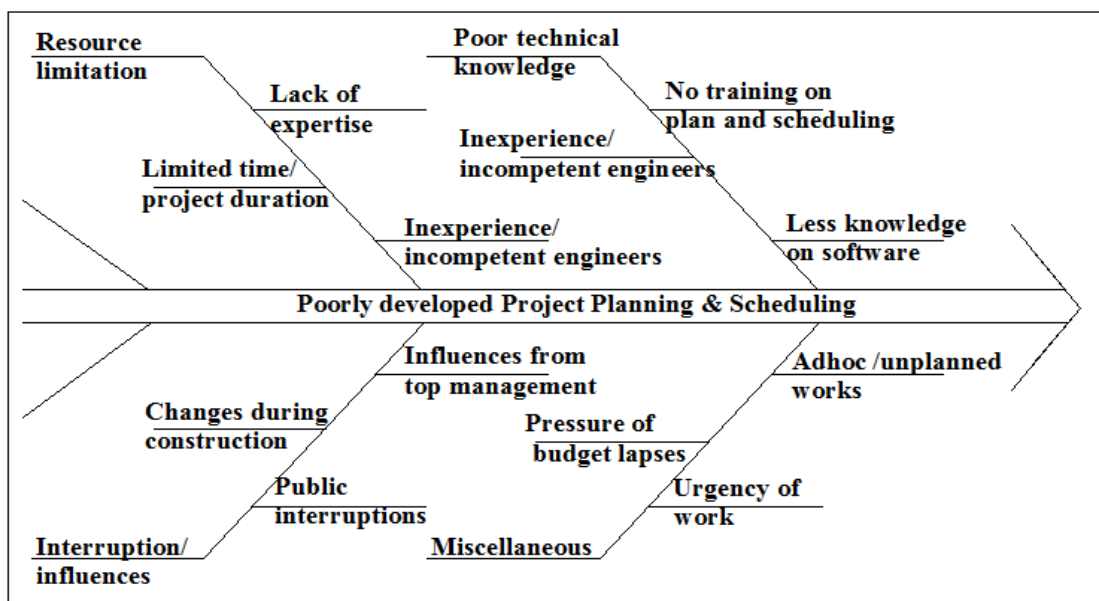 Resource
limitation
Lack of
expertise
Limited time/
project duration
Inexperience/
incompetent engineers
Poor technical
knowledge
No training on
plan and scheduling
Inexperience/
incompetent engineers
Less knowledge
on software
Poorly developed Project Planning & Scheduling
Influences from
top management
Changes during
construction
Public
interruptions
Interruption/
influences
Adhoc /unplanned
works
Pressure of
budget lapses
Urgency of
work
Miscellaneous